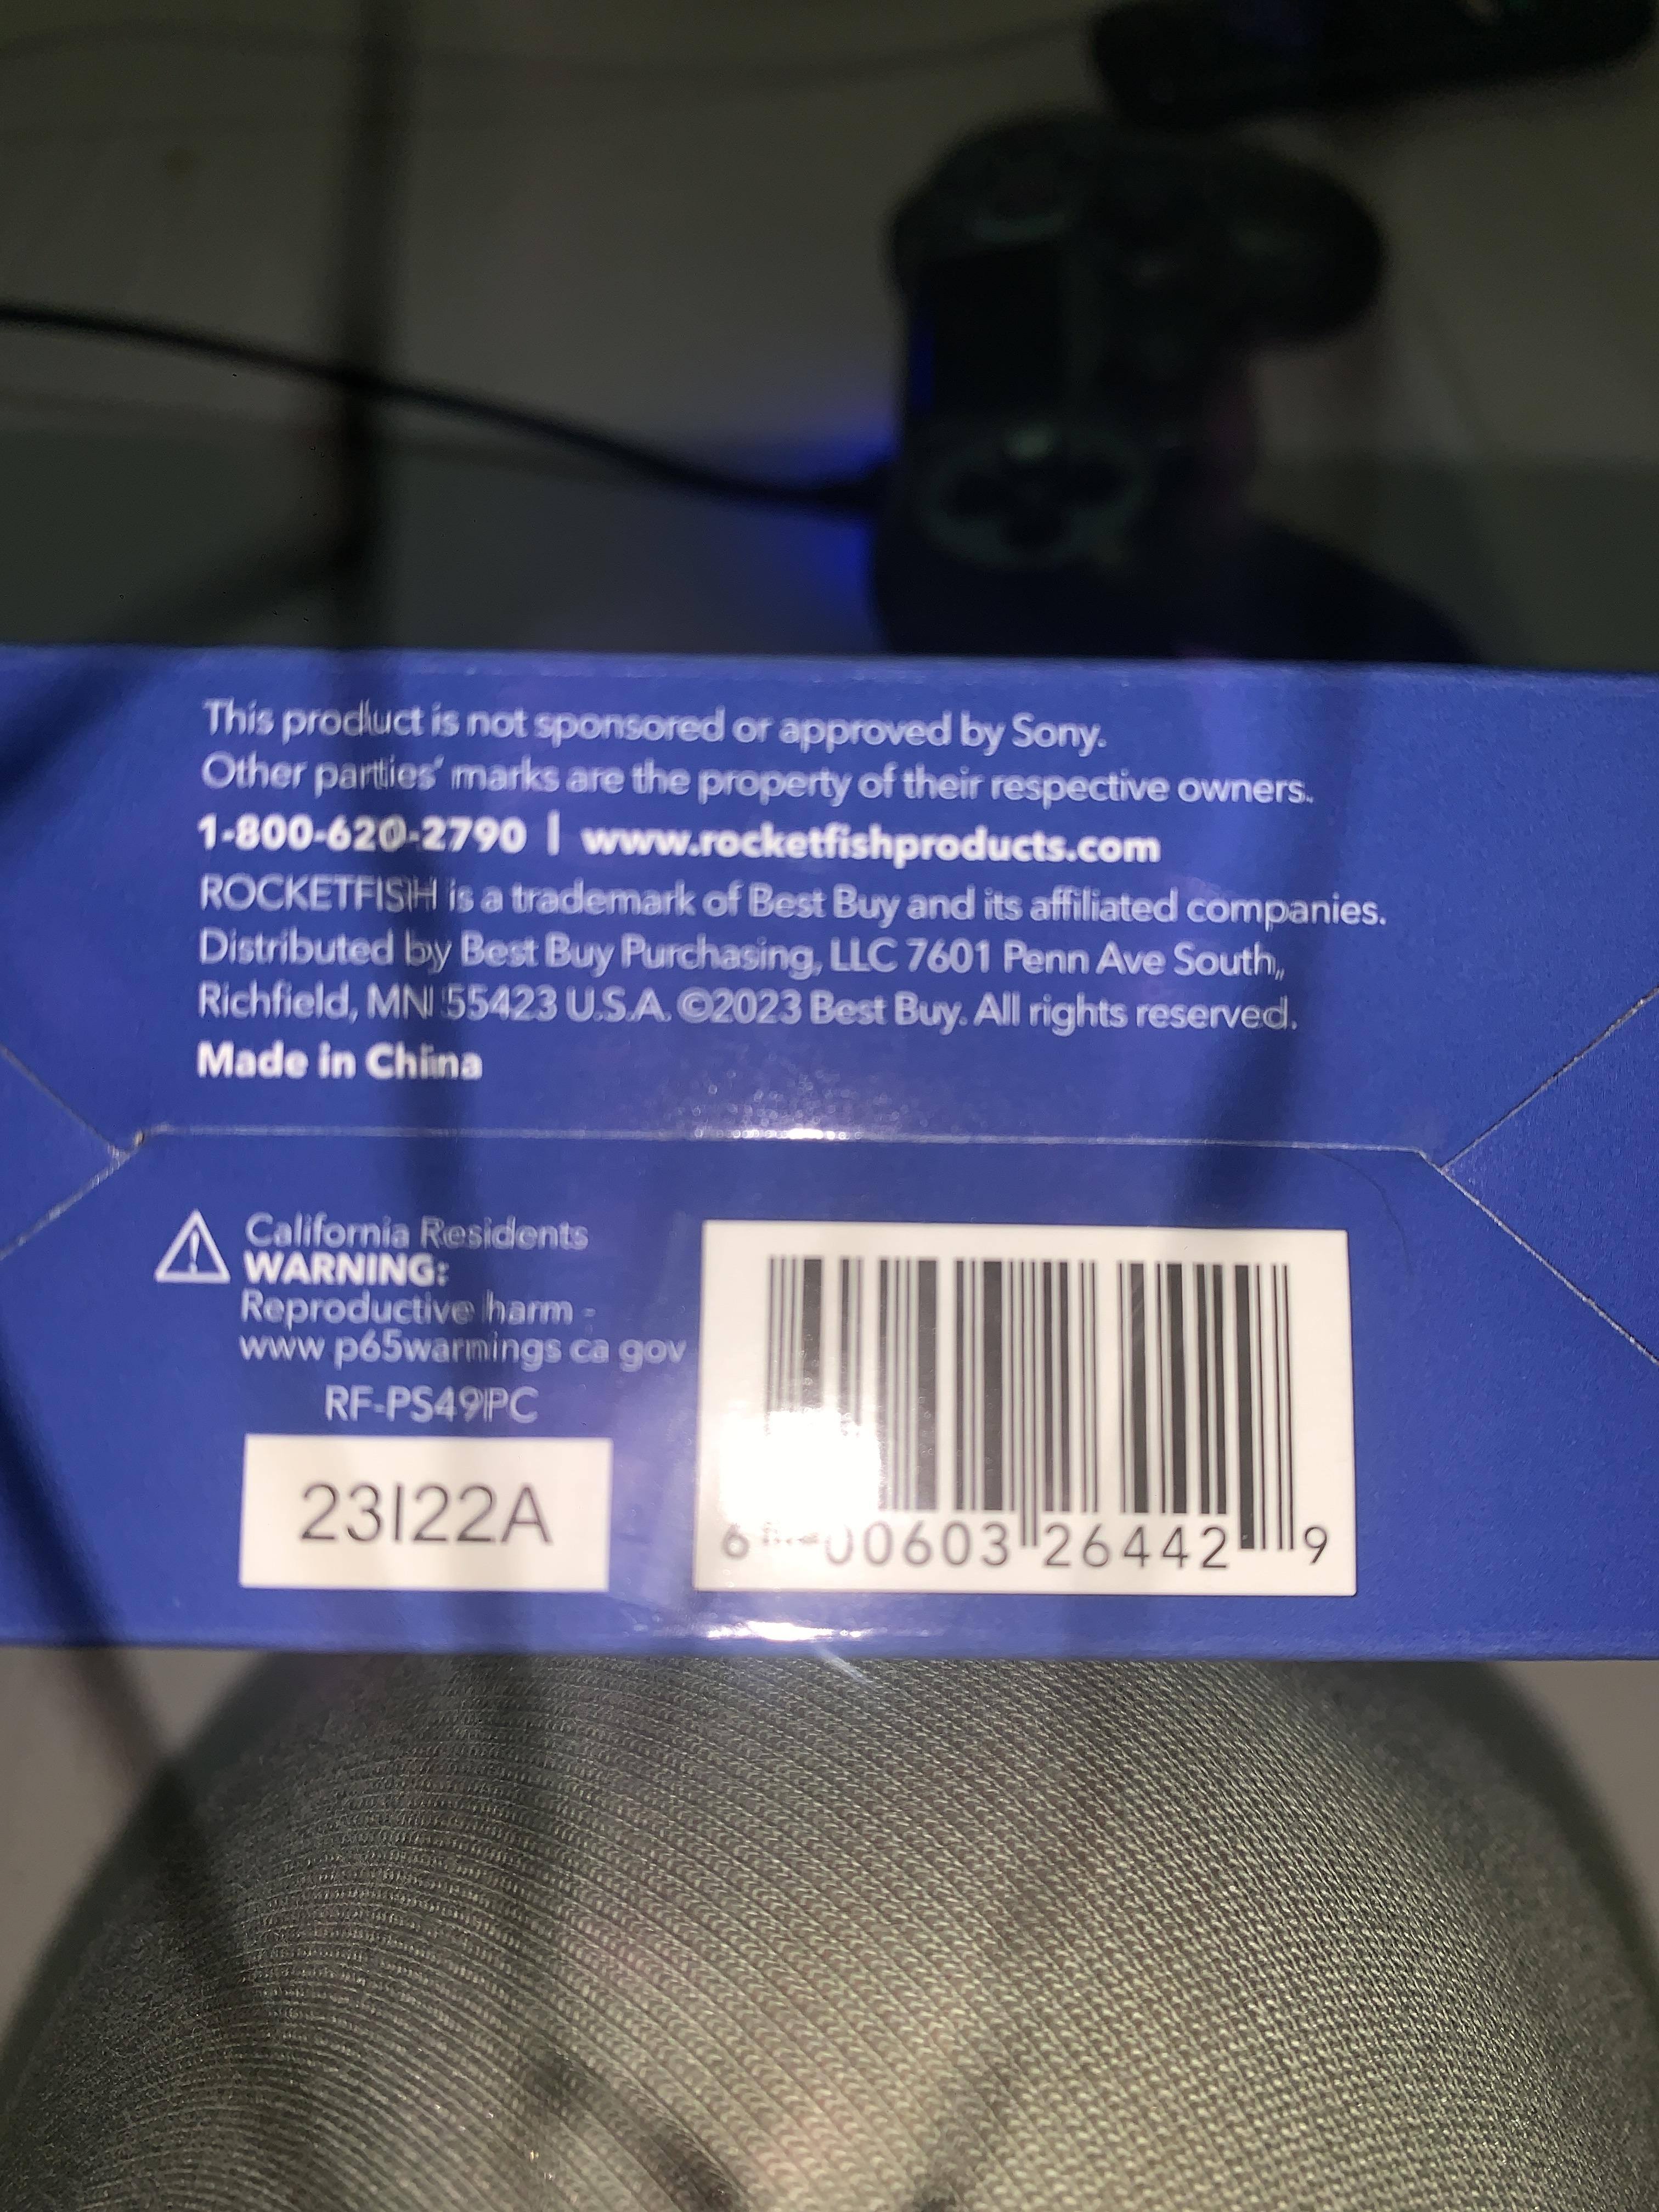 This product is not sponsored or approved by Sony.
Other parties' marks are the property of their respective owners.
1-800-620-2790 | www.rocketfishproducts.com
ROCKETFISH is a trademark of Best Buy and its affiliated companies.
Distributed by Best Buy Purchasing, LLC 7601 Penn Ave South,
Richfield, MN 55423 U.S.A. ©2023 Best Buy. All rights reserved.
Made in China
California Residents
WARNING:
Reproductive harm -
www p65warnings ca gov
RF-PS49PC
23I22A
6 00603 26442 9